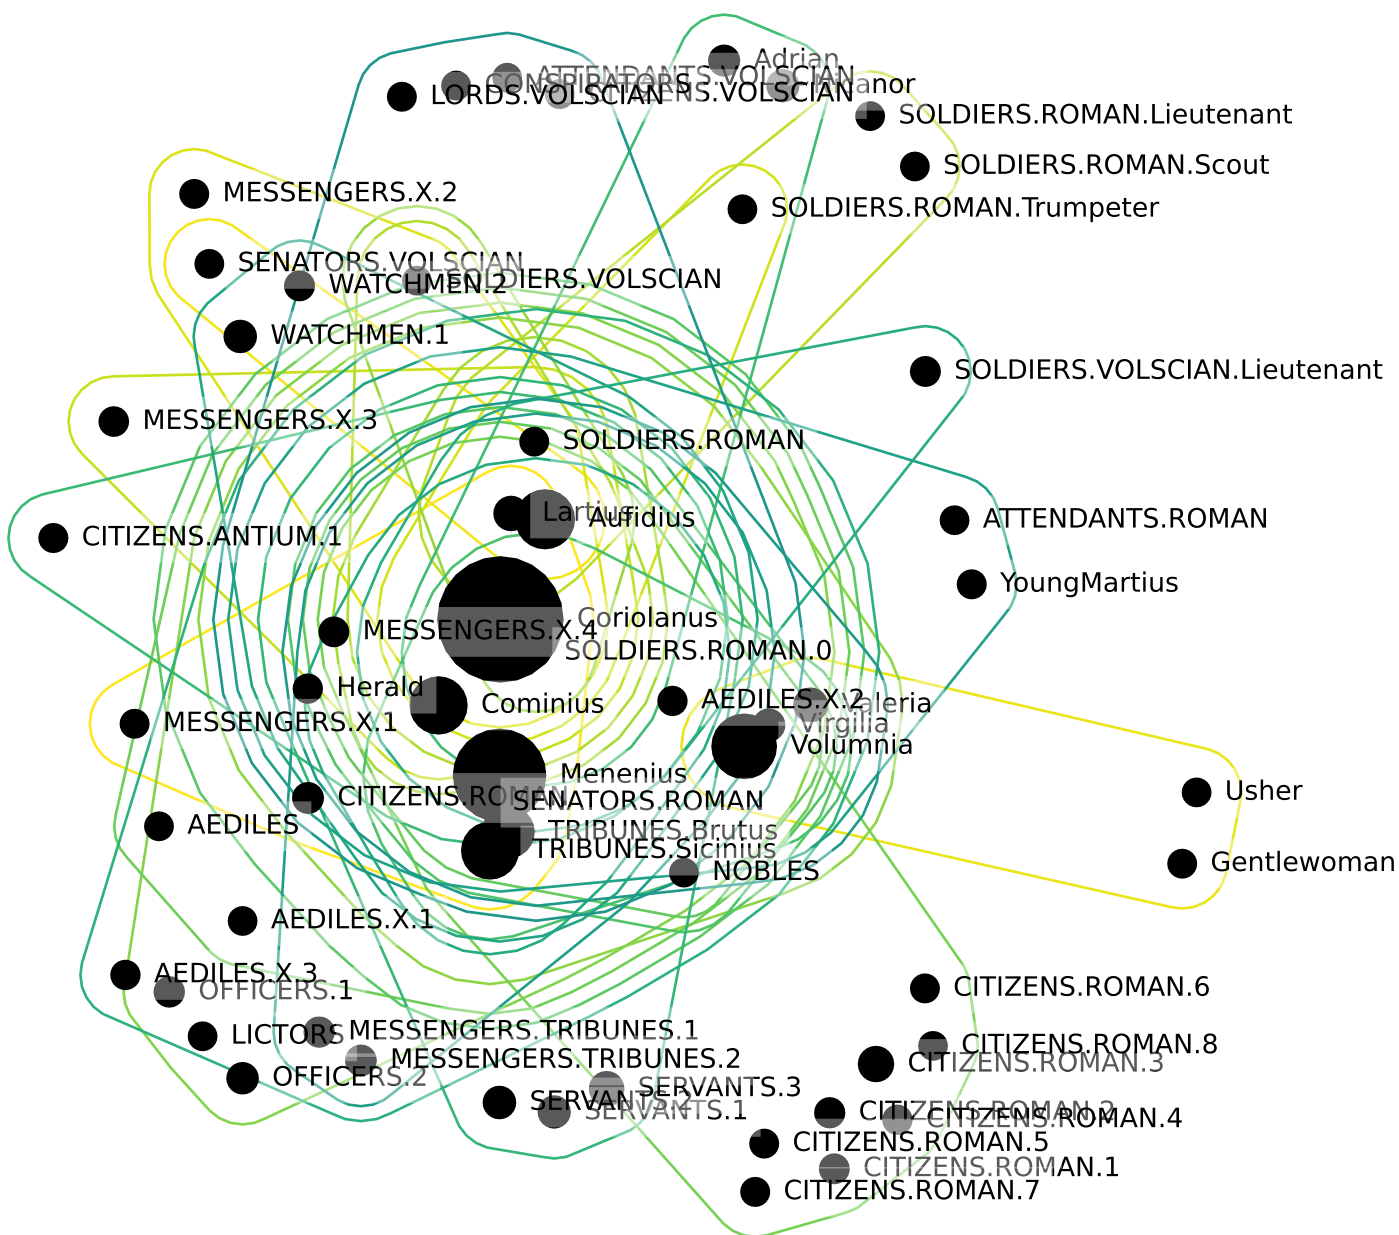 Adrian
ATTENDANTS.VOLSCIAN
CONSPIRATORS
LORDS.VOLSCIAN
SOLDIERS.ROMAN.Lieutenant
SOLDIERS.ROMAN.Scout
MESSENGERS.X.2
SOLDIERS.ROMAN.Trumpeter
SENATORS.VOLSCIAN
WATCHMEN.2
SOLDIERS.VOLSCIAN
WATCHMEN.1
SOLDIERS.VOLSCIAN.Lieutenant
MESSENGERS.X.3
SOLDIERS.ROMAN
Lartius
Aufidius
ATTENDANTS.ROMAN
CITIZENS.ANTIUM.1
YoungMartius
Coriolanus
MESSENGERS.X.4
SOLDIERS.ROMAN.0
Herald
Cominius
AEDILES.X.2
Valeria
MESSENGERS.X.1
Virgilia
Volumnia
Menenius
Usher
CITIZENS.ROMAN
SENATORS.ROMAN
AEDILES
TRIBUNES.Brutus
TRIBUNES.Sicinius
Gentlewoman
NOBLES
AEDILES.X.1
AEDILES.X.3
OFFICERS.1
CITIZENS.ROMAN.6
LICTORS
MESSENGERS.TRIBUNES.1
CITIZENS.ROMAN.8
MESSENGERS.TRIBUNES.2
CITIZENS.ROMAN.3
OFFICERS.2
SERVANTS.3
SERVANTS.2
SERVANTS.1
CITIZENS.ROMAN.2
CITIZENS.ROMAN.4
CITIZENS.ROMAN.5
CITIZENS.ROMAN.1
CITIZENS.ROMAN.7